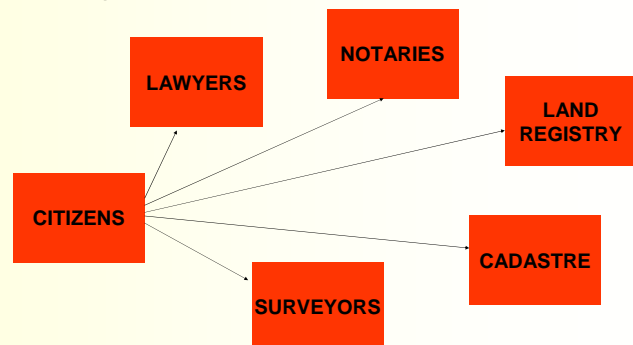 NOTARIES
LAWYERS
LAND
REGISTRY
CITIZENS
CADASTRE
SURVEYORS